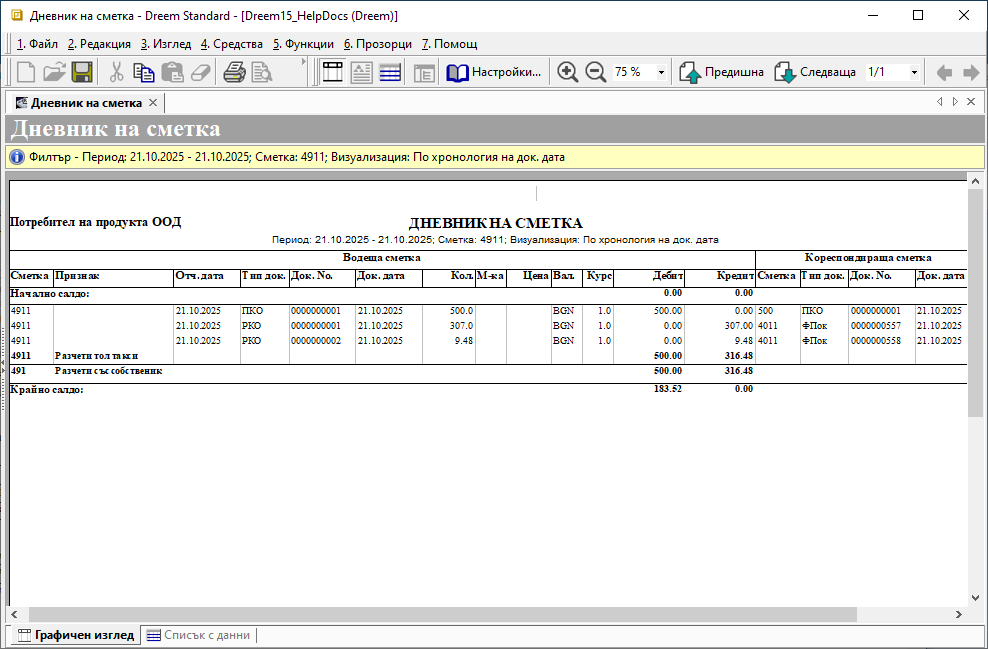 Дневник на сметка - Dreem Standard - [Dreem15_HelpDocs (Dreem)]
1. Файл 2. Редакция 3. Изглед 4. Средства 5. Функции 6. Прозорци 7. Помощ
Настройки... 75 % Предишна Следваща 1/1
Дневник на сметка
Дневник на сметка
Филтър - Период: 21.10.2025 - 21.10.2025; Сметка: 4911; Визуализация: По хронология на док. дата
Потребител на продукта ООД
ДНЕВНИК НА СМЕТКА
Период: 21.10.2025 - 21.10.2025; Сметка: 4911; Визуализация: По хронология на док. дата
Водеща сметка Кореспондираща сметка
Сметка Признак Отч. дата Тип док. Док. No. Док. дата Кол. М-ка Цена Вал. Курс Дебит Кредит Сметка Тип док. Док. No. Док. дата
Начално салдо: 0.00 0.00
4911 21.10.2025 ПКО 0000000001 21.10.2025 500.0 BGN 1.0 500.00 0.00 500 ПКО 0000000001 21.10.2025
4911 21.10.2025 РКО 0000000001 21.10.2025 307.0 BGN 1.0 0.00 307.00 4011 ФПок 0000000557 21.10.2025
4911 21.10.2025 РКО 0000000002 21.10.2025 9.48 BGN 1.0 0.00 9.48 4011 ФПок 0000000558 21.10.2025
4911 Разчети тол такси 500.00 316.48
491 Разчети със собственик 500.00 316.48
Крайно салдо: 183.52 0.00
Графичен изглед Списък с данни